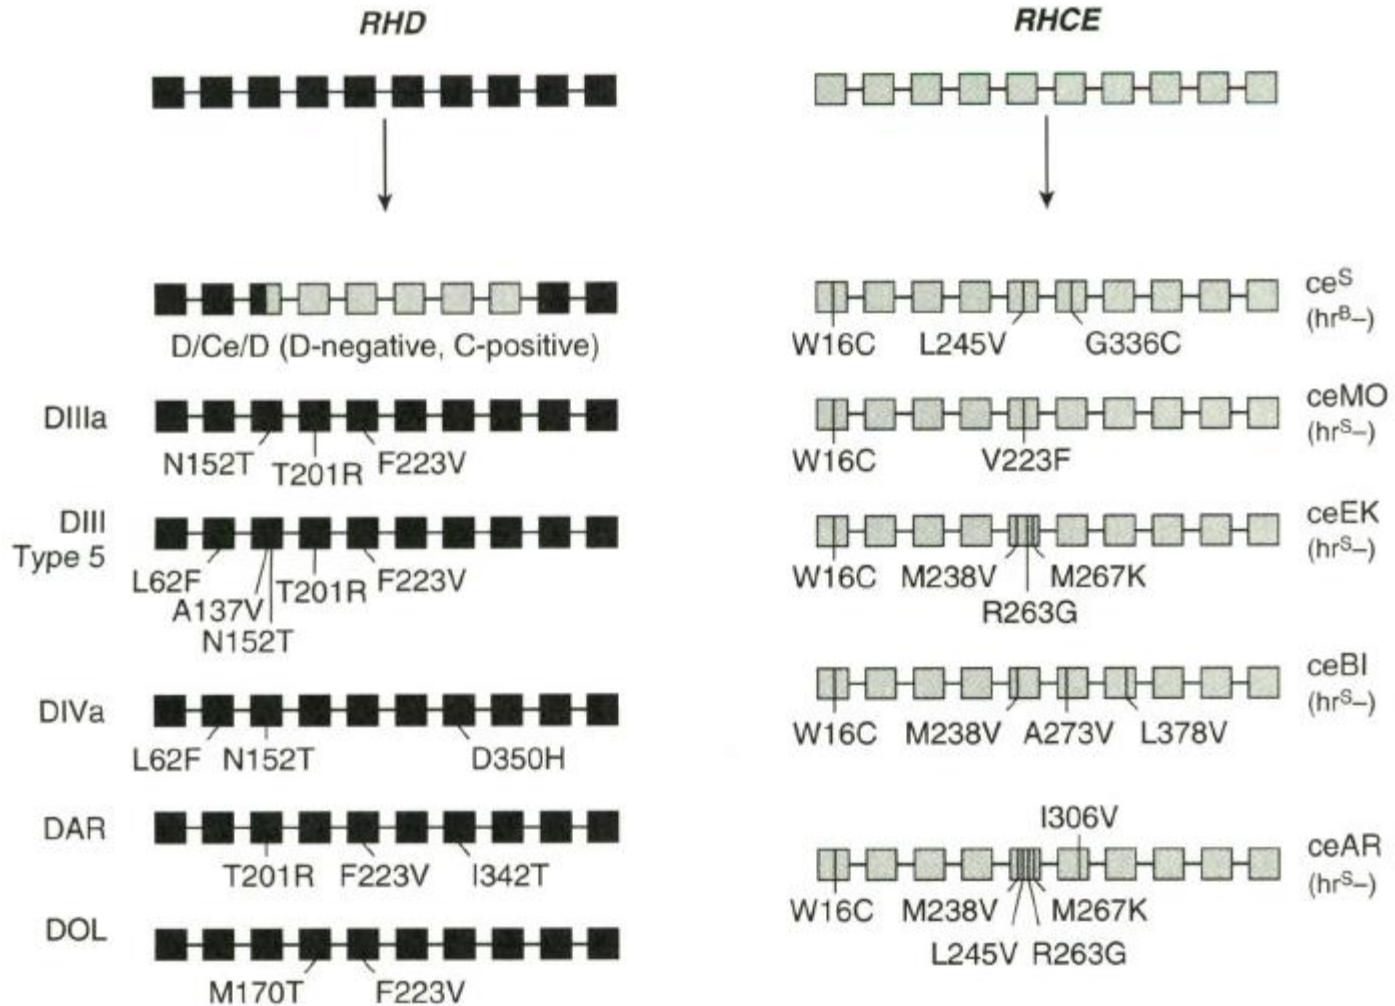 RHD
RHCE
D/Ce/D (D-negative, C-positive)
DIIIa
N152T T201R F223V
DIII
Type 5
L62F A137V N152T T201R F223V
DIVa
L62F N152T D350H
DAR
T201R F223V I342T
DOL
M170T F223V
ceS
(hrB–)
W16C L245V G336C
ceMO
(hrS–)
W16C V223F
ceEK
(hrS–)
W16C M238V M267K
R263G
ceBI
(hrS–)
W16C M238V A273V L378V
I306V
ceAR
(hrS–)
W16C M238V M267K
L245V R263G